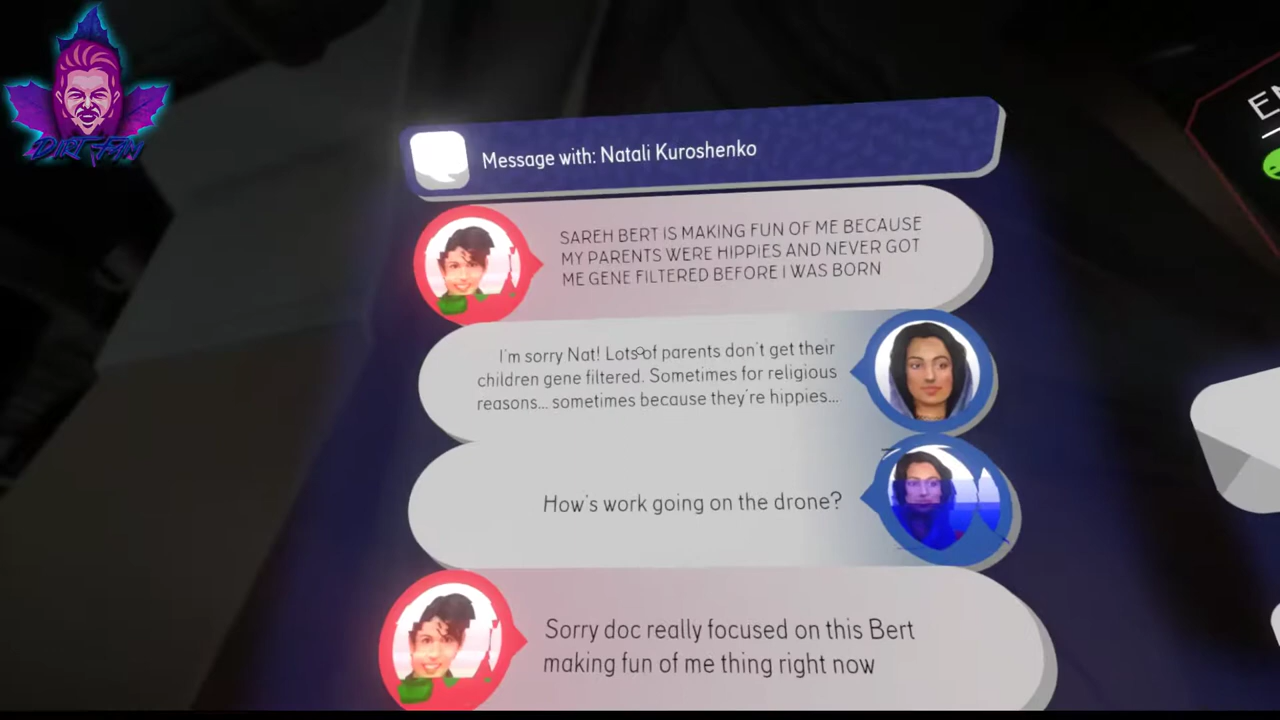 DIRT FAN
Message with: Natali Kuroshenko
SAREH BERT IS MAKING FUN OF ME BECAUSE
MY PARENTS WERE HIPPIES AND NEVER GOT
ME GENE FILTERED BEFORE I WAS BORN
I'm sorry Nat! Lots of parents don't get their
children gene filtered. Sometimes for religious
reasons... sometimes because they're hippies...
How's work going on the drone?
Sorry doc really focused on this Bert
making fun of me thing right now